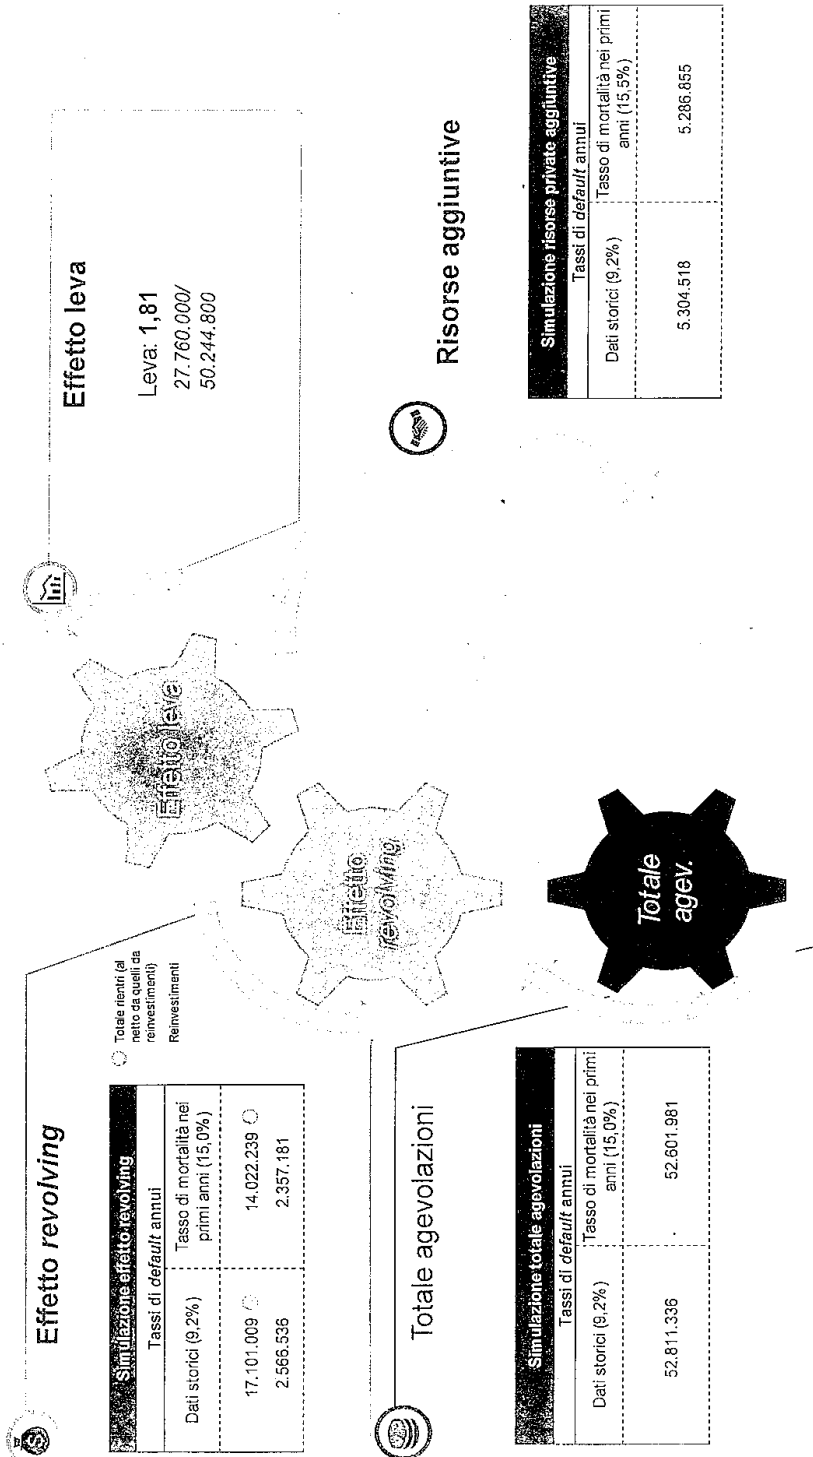 Effetto revolving
Simulazione effetto revolving
Tassi di default annui
Dati storici (9,2%)
Tasso di mortalità nei
primi anni (15,0%)
17.101.009
14.022.239
2.566.536
2.357.181
Totale rientri (al
netto da quelli da
reinvestimenti)
Reinvestimenti
Effetto leva
Effetto leva
Leva: 1,81
27.760.000/
50.244.800
Effetto
revolving
Totale agevolazioni
Simulazione totale agevolazioni
Tassi di default annui
Dati storici (9,2%)
Tasso di mortalità nei primi
anni (15,0%)
52.811.336
52.601.981
Totale
agev.
Risorse aggiuntive
Simulazione risorse private aggiuntive
Tassi di default annui
Dati storici (9,2%)
Tasso di mortalità nei primi
anni (15,5%)
5.304.518
5.286.855